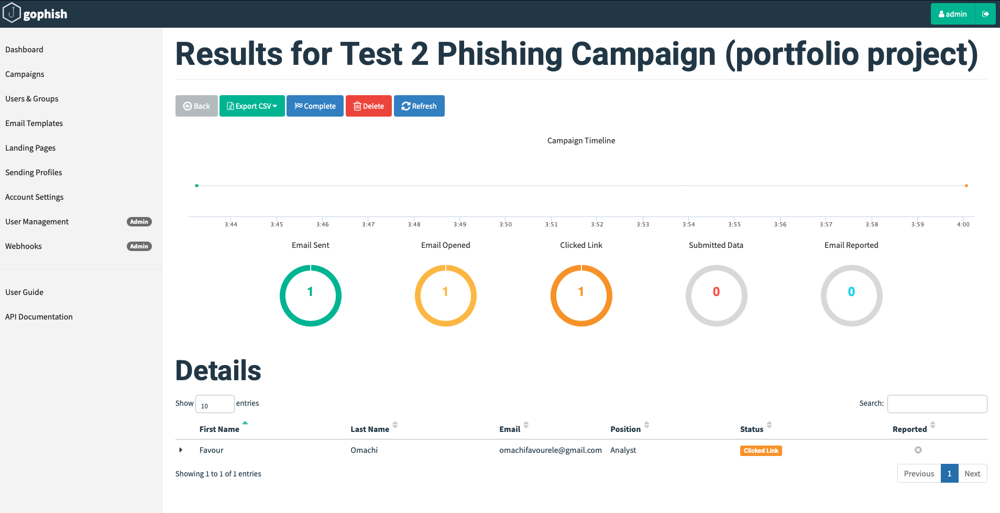 gophish
admin
Dashboard
Campaigns
Users & Groups
Email Templates
Landing Pages
Sending Profiles
Account Settings
User Management Admin
Webhooks Admin
User Guide
API Documentation
Results for Test 2 Phishing Campaign (portfolio project)
Back Export CSV Complete Delete Refresh
Campaign Timeline
3:44 3:45 3:46 3:47 3:48 3:49 3:50 3:51 3:52 3:53 3:54 3:55 3:56 3:57 3:58 3:59 4:00
Email Sent Email Opened Clicked Link Submitted Data Email Reported
1 1 1 0 0
Details
Show 10 entries Search:
First Name Last Name Email Position Status Reported
Favour Omachi omachifavourele@gmail.com Analyst Clicked Link
Showing 1 to 1 of 1 entries Previous 1 Next